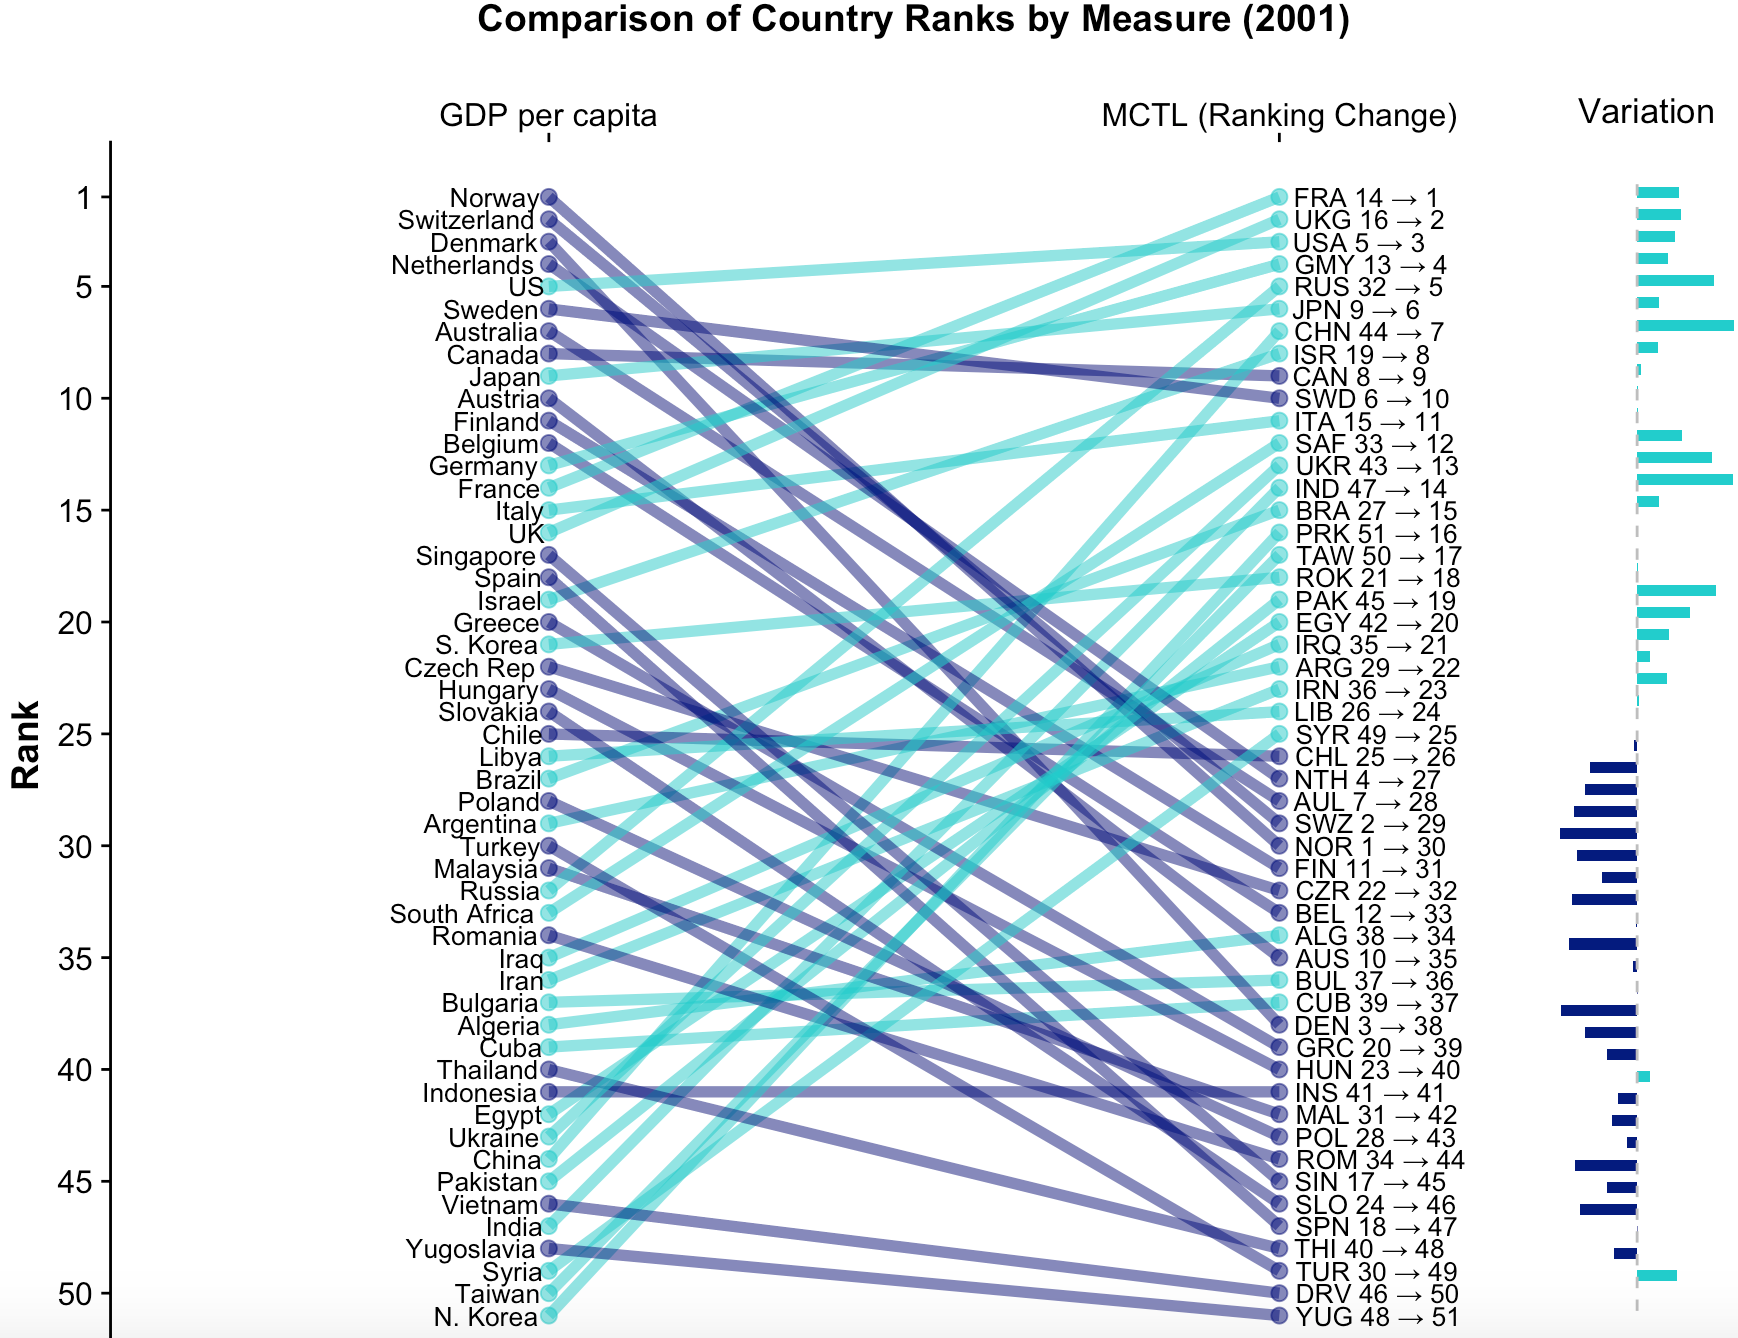 Comparison of Country Ranks by Measure (2001)
GDP per capita
MCTL (Ranking Change)
Variation
Rank
1
5
10
15
20
25
30
35
40
45
50
Norway
Switzerland
Denmark
Netherlands
US
Sweden
Australia
Canada
Japan
Austria
Finland
Belgium
Germany
France
Italy
UK
Singapore
Spain
Israel
Greece
S. Korea
Czech Rep
Hungary
Slovakia
Chile
Libya
Brazil
Poland
Argentina
Turkey
Malaysia
Russia
South Africa
Romania
Iraq
Iran
Bulgaria
Algeria
Cuba
Thailand
Indonesia
Egypt
Ukraine
China
Pakistan
Vietnam
India
Yugoslavia
Syria
Taiwan
N. Korea
FRA 14 → 1
UKG 16 → 2
USA 5 → 3
GMY 13 → 4
RUS 32 → 5
JPN 9 → 6
CHN 44 → 7
ISR 19 → 8
CAN 8 → 9
SWD 6 → 10
ITA 15 → 11
SAF 33 → 12
UKR 43 → 13
IND 47 → 14
BRA 27 → 15
PRK 51 → 16
TAW 50 → 17
ROK 21 → 18
PAK 45 → 19
EGY 42 → 20
IRQ 35 → 21
ARG 29 → 22
IRN 36 → 23
LIB 26 → 24
SYR 49 → 25
CHL 25 → 26
NTH 4 → 27
AUL 7 → 28
SWZ 2 → 29
NOR 1 → 30
FIN 11 → 31
CZR 22 → 32
BEL 12 → 33
ALG 38 → 34
AUS 10 → 35
BUL 37 → 36
CUB 39 → 37
DEN 3 → 38
GRC 20 → 39
HUN 23 → 40
INS 41 → 41
MAL 31 → 42
POL 28 → 43
ROM 34 → 44
SIN 17 → 45
SLO 24 → 46
SPN 18 → 47
THI 40 → 48
TUR 30 → 49
DRV 46 → 50
YUG 48 → 51